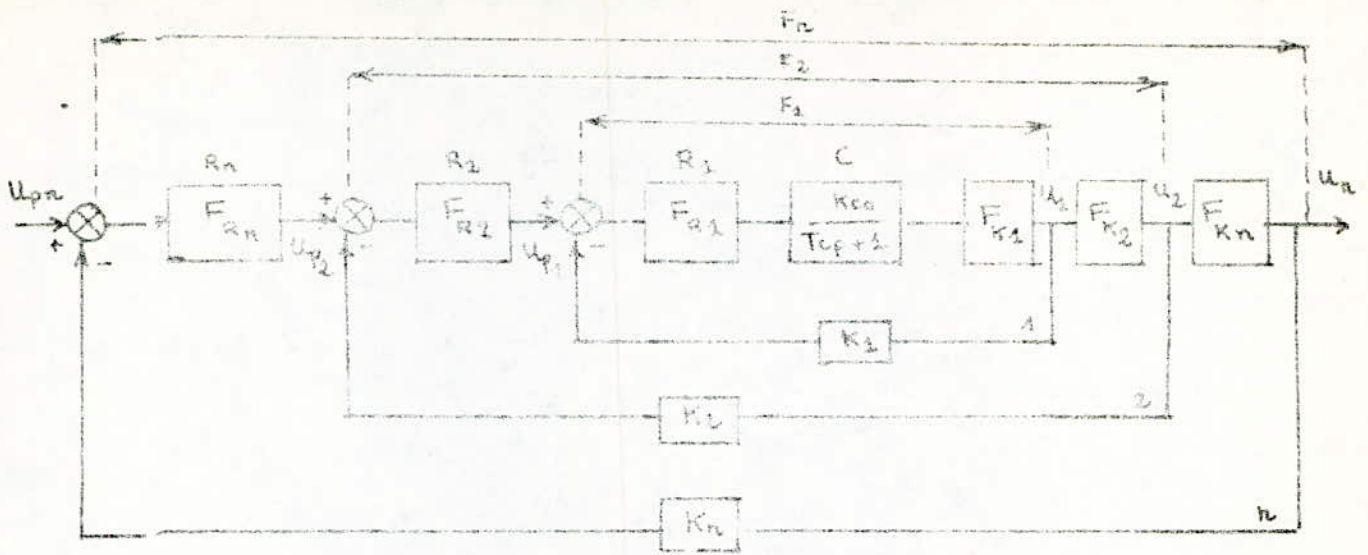 Fn
F2
F1
Rn
R2
R1
C
Upn
+
-
FRn
Up2
+
-
FR2
Up1
+
-
FR1
Kco
Tcp+1
FK1
U1
FK2
U2
FKn
Un
K1
1
K2
2
Kn
n